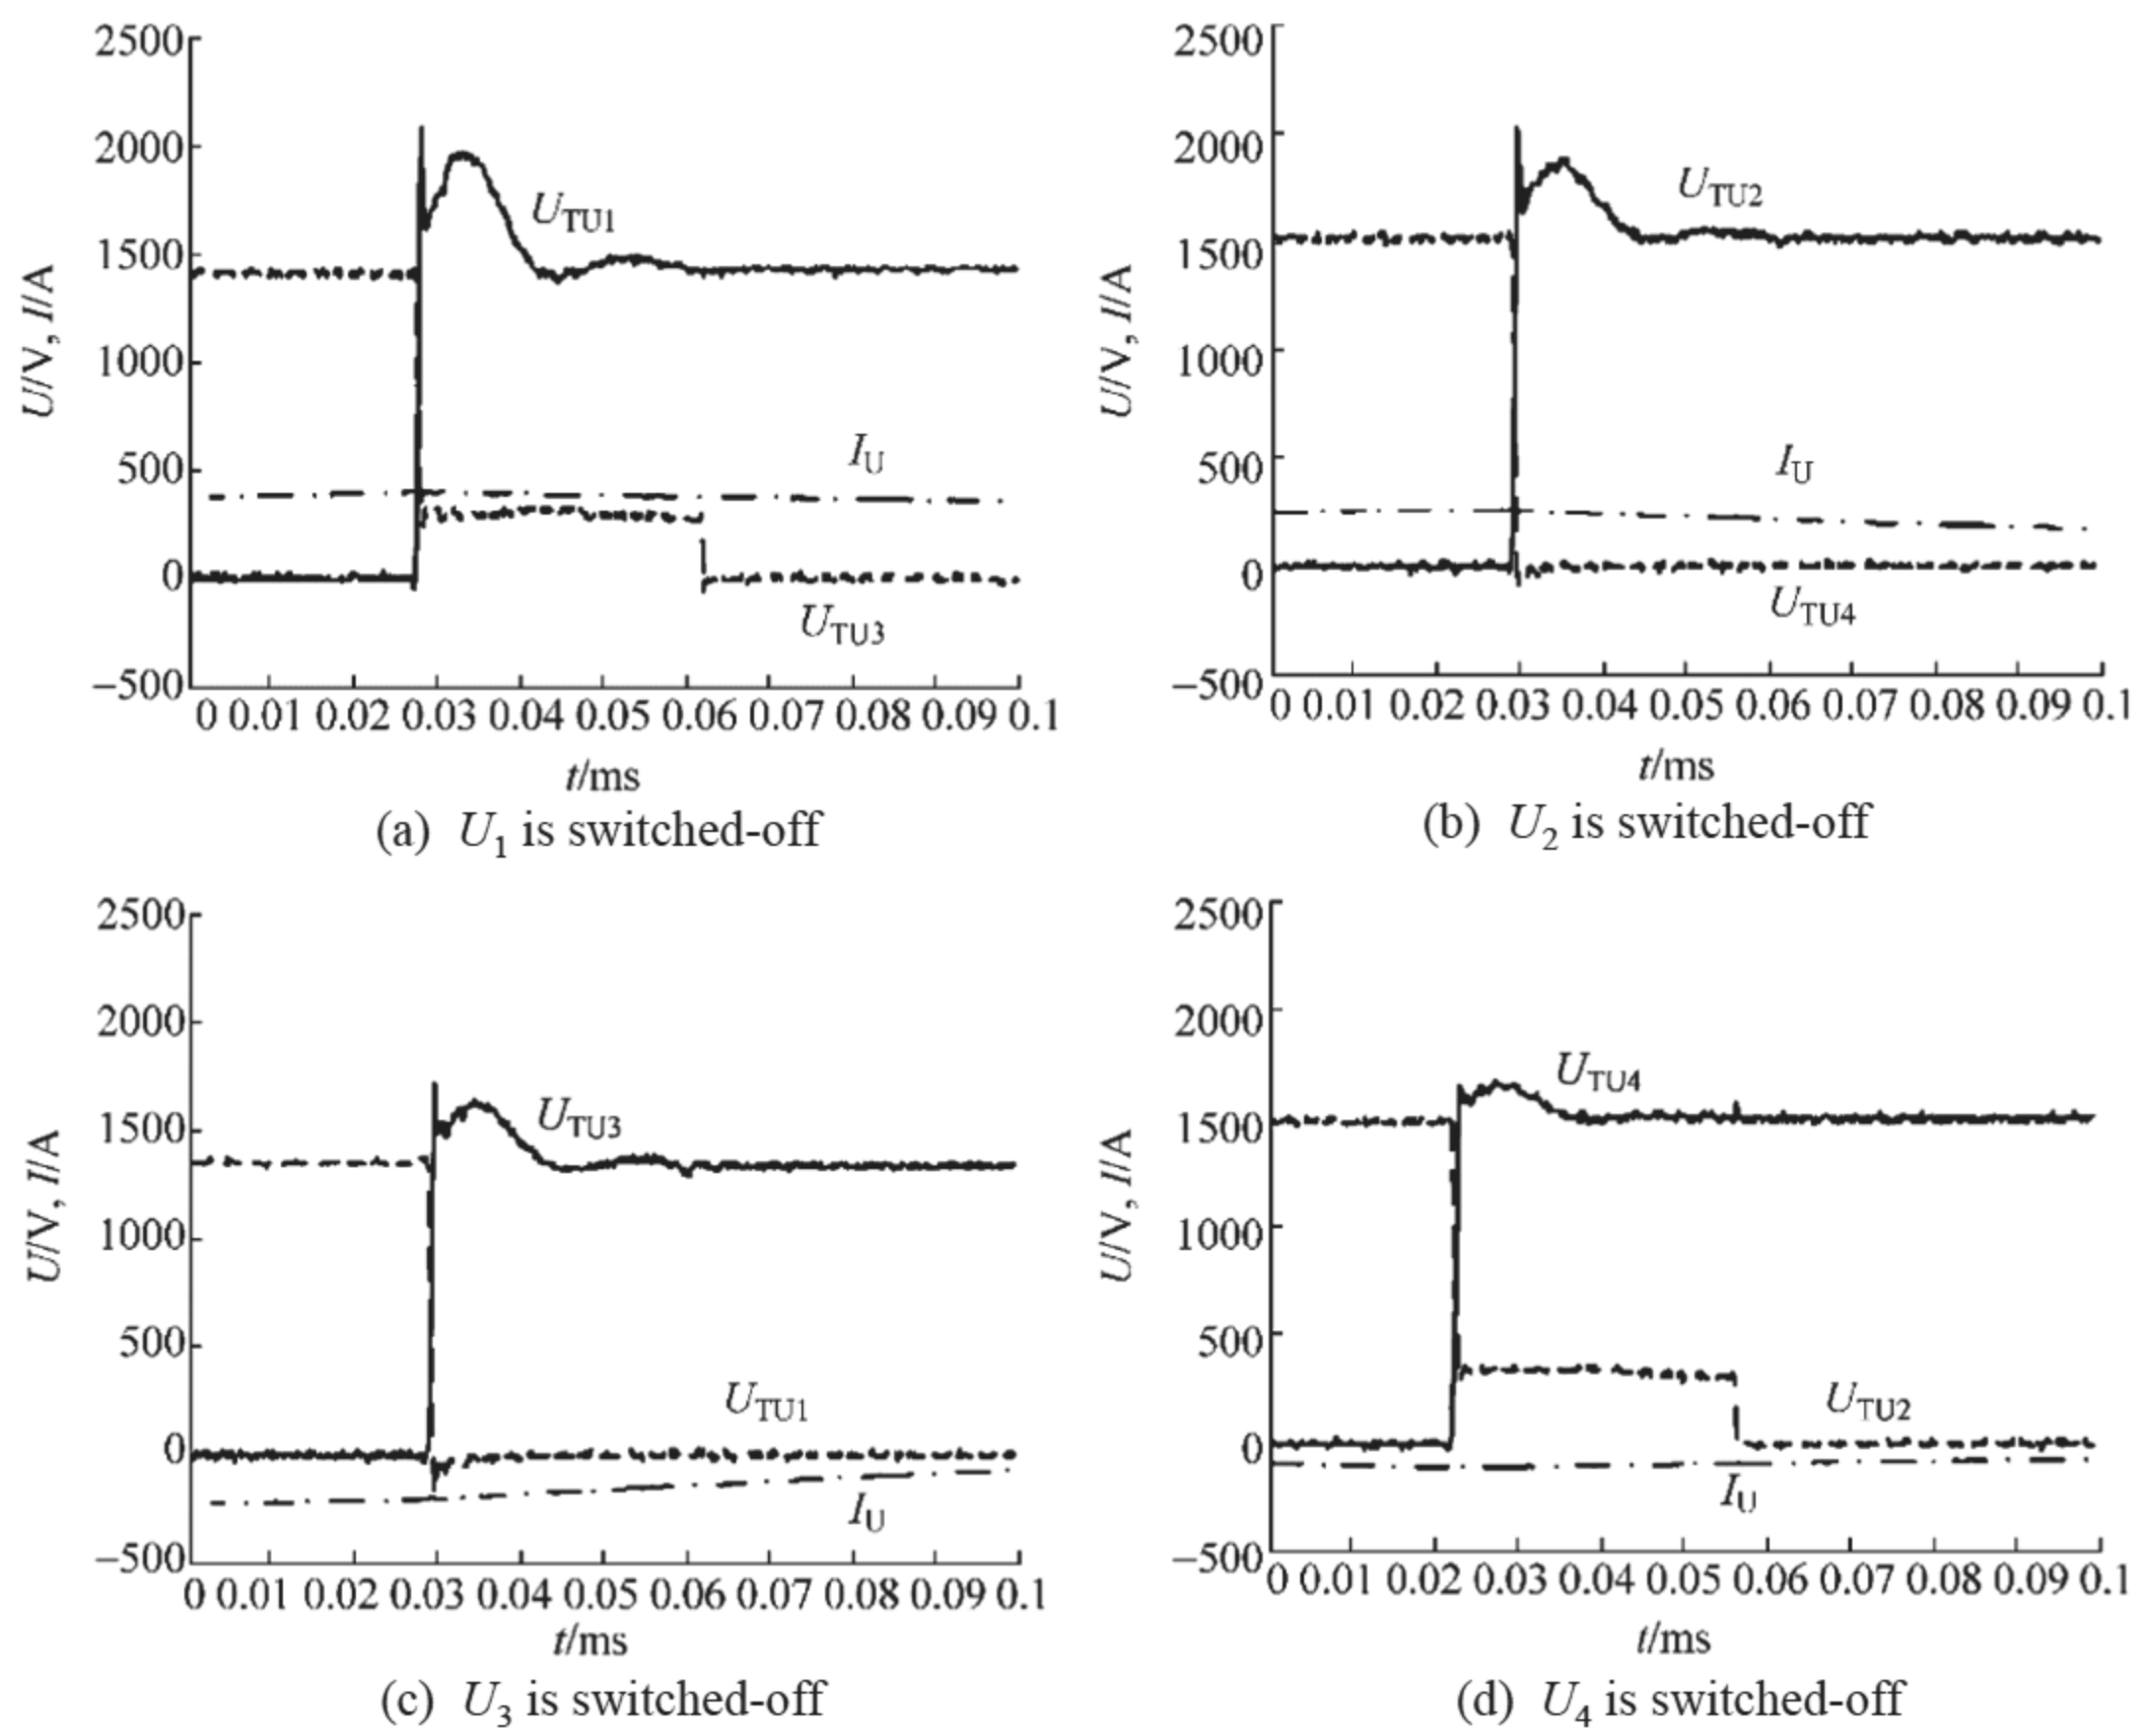 2500
2000
1500
1000
500
0
–500
U/V, I/A
U_TU1
I_U
U_TU3
0 0.01 0.02 0.03 0.04 0.05 0.06 0.07 0.08 0.09 0.1
t/ms
(a) U_1 is switched-off
2500
2000
1500
1000
500
0
–500
U/V, I/A
U_TU2
I_U
U_TU4
0 0.01 0.02 0.03 0.04 0.05 0.06 0.07 0.08 0.09 0.1
t/ms
(b) U_2 is switched-off
2500
2000
1500
1000
500
0
–500
U/V, I/A
U_TU3
U_TU1
I_U
0 0.01 0.02 0.03 0.04 0.05 0.06 0.07 0.08 0.09 0.1
t/ms
(c) U_3 is switched-off
2500
2000
1500
1000
500
0
–500
U/V, I/A
U_TU4
U_TU2
I_U
0 0.01 0.02 0.03 0.04 0.05 0.06 0.07 0.08 0.09 0.1
t/ms
(d) U_4 is switched-off